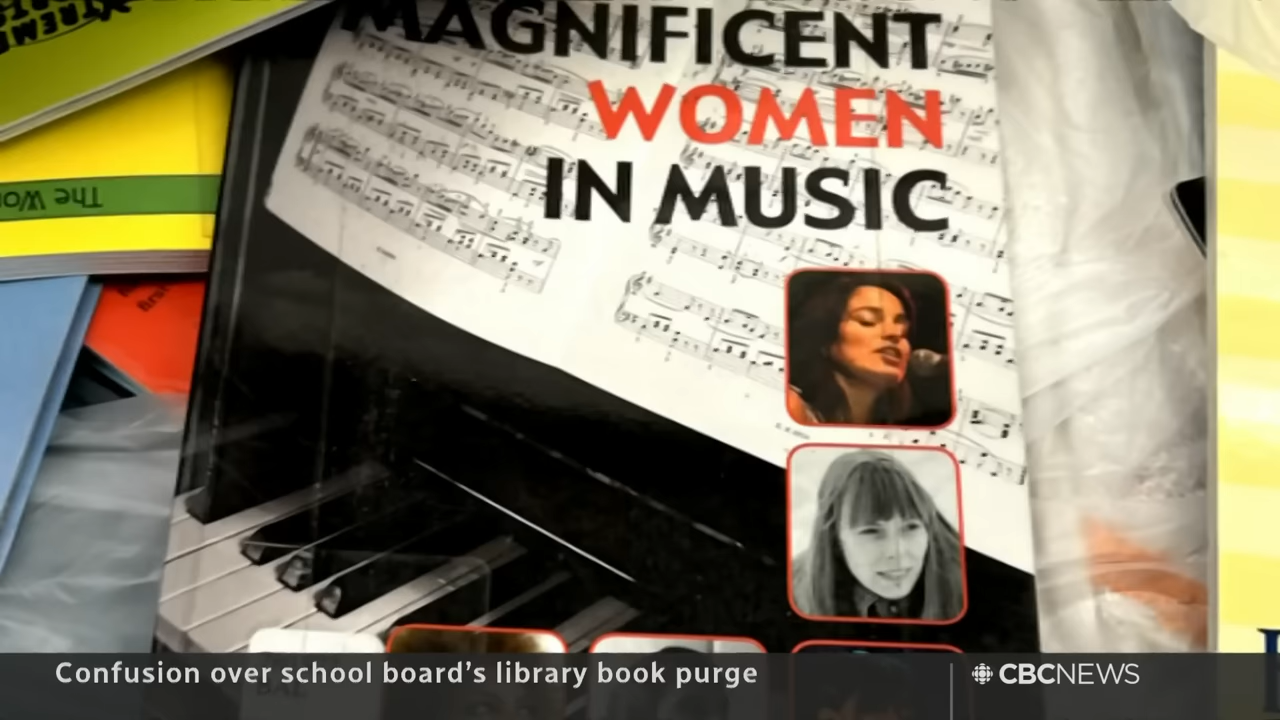 MAGNIFICENT
WOMEN
IN MUSIC
The Wo
Confusion over school board's library book purge
CBCNEWS